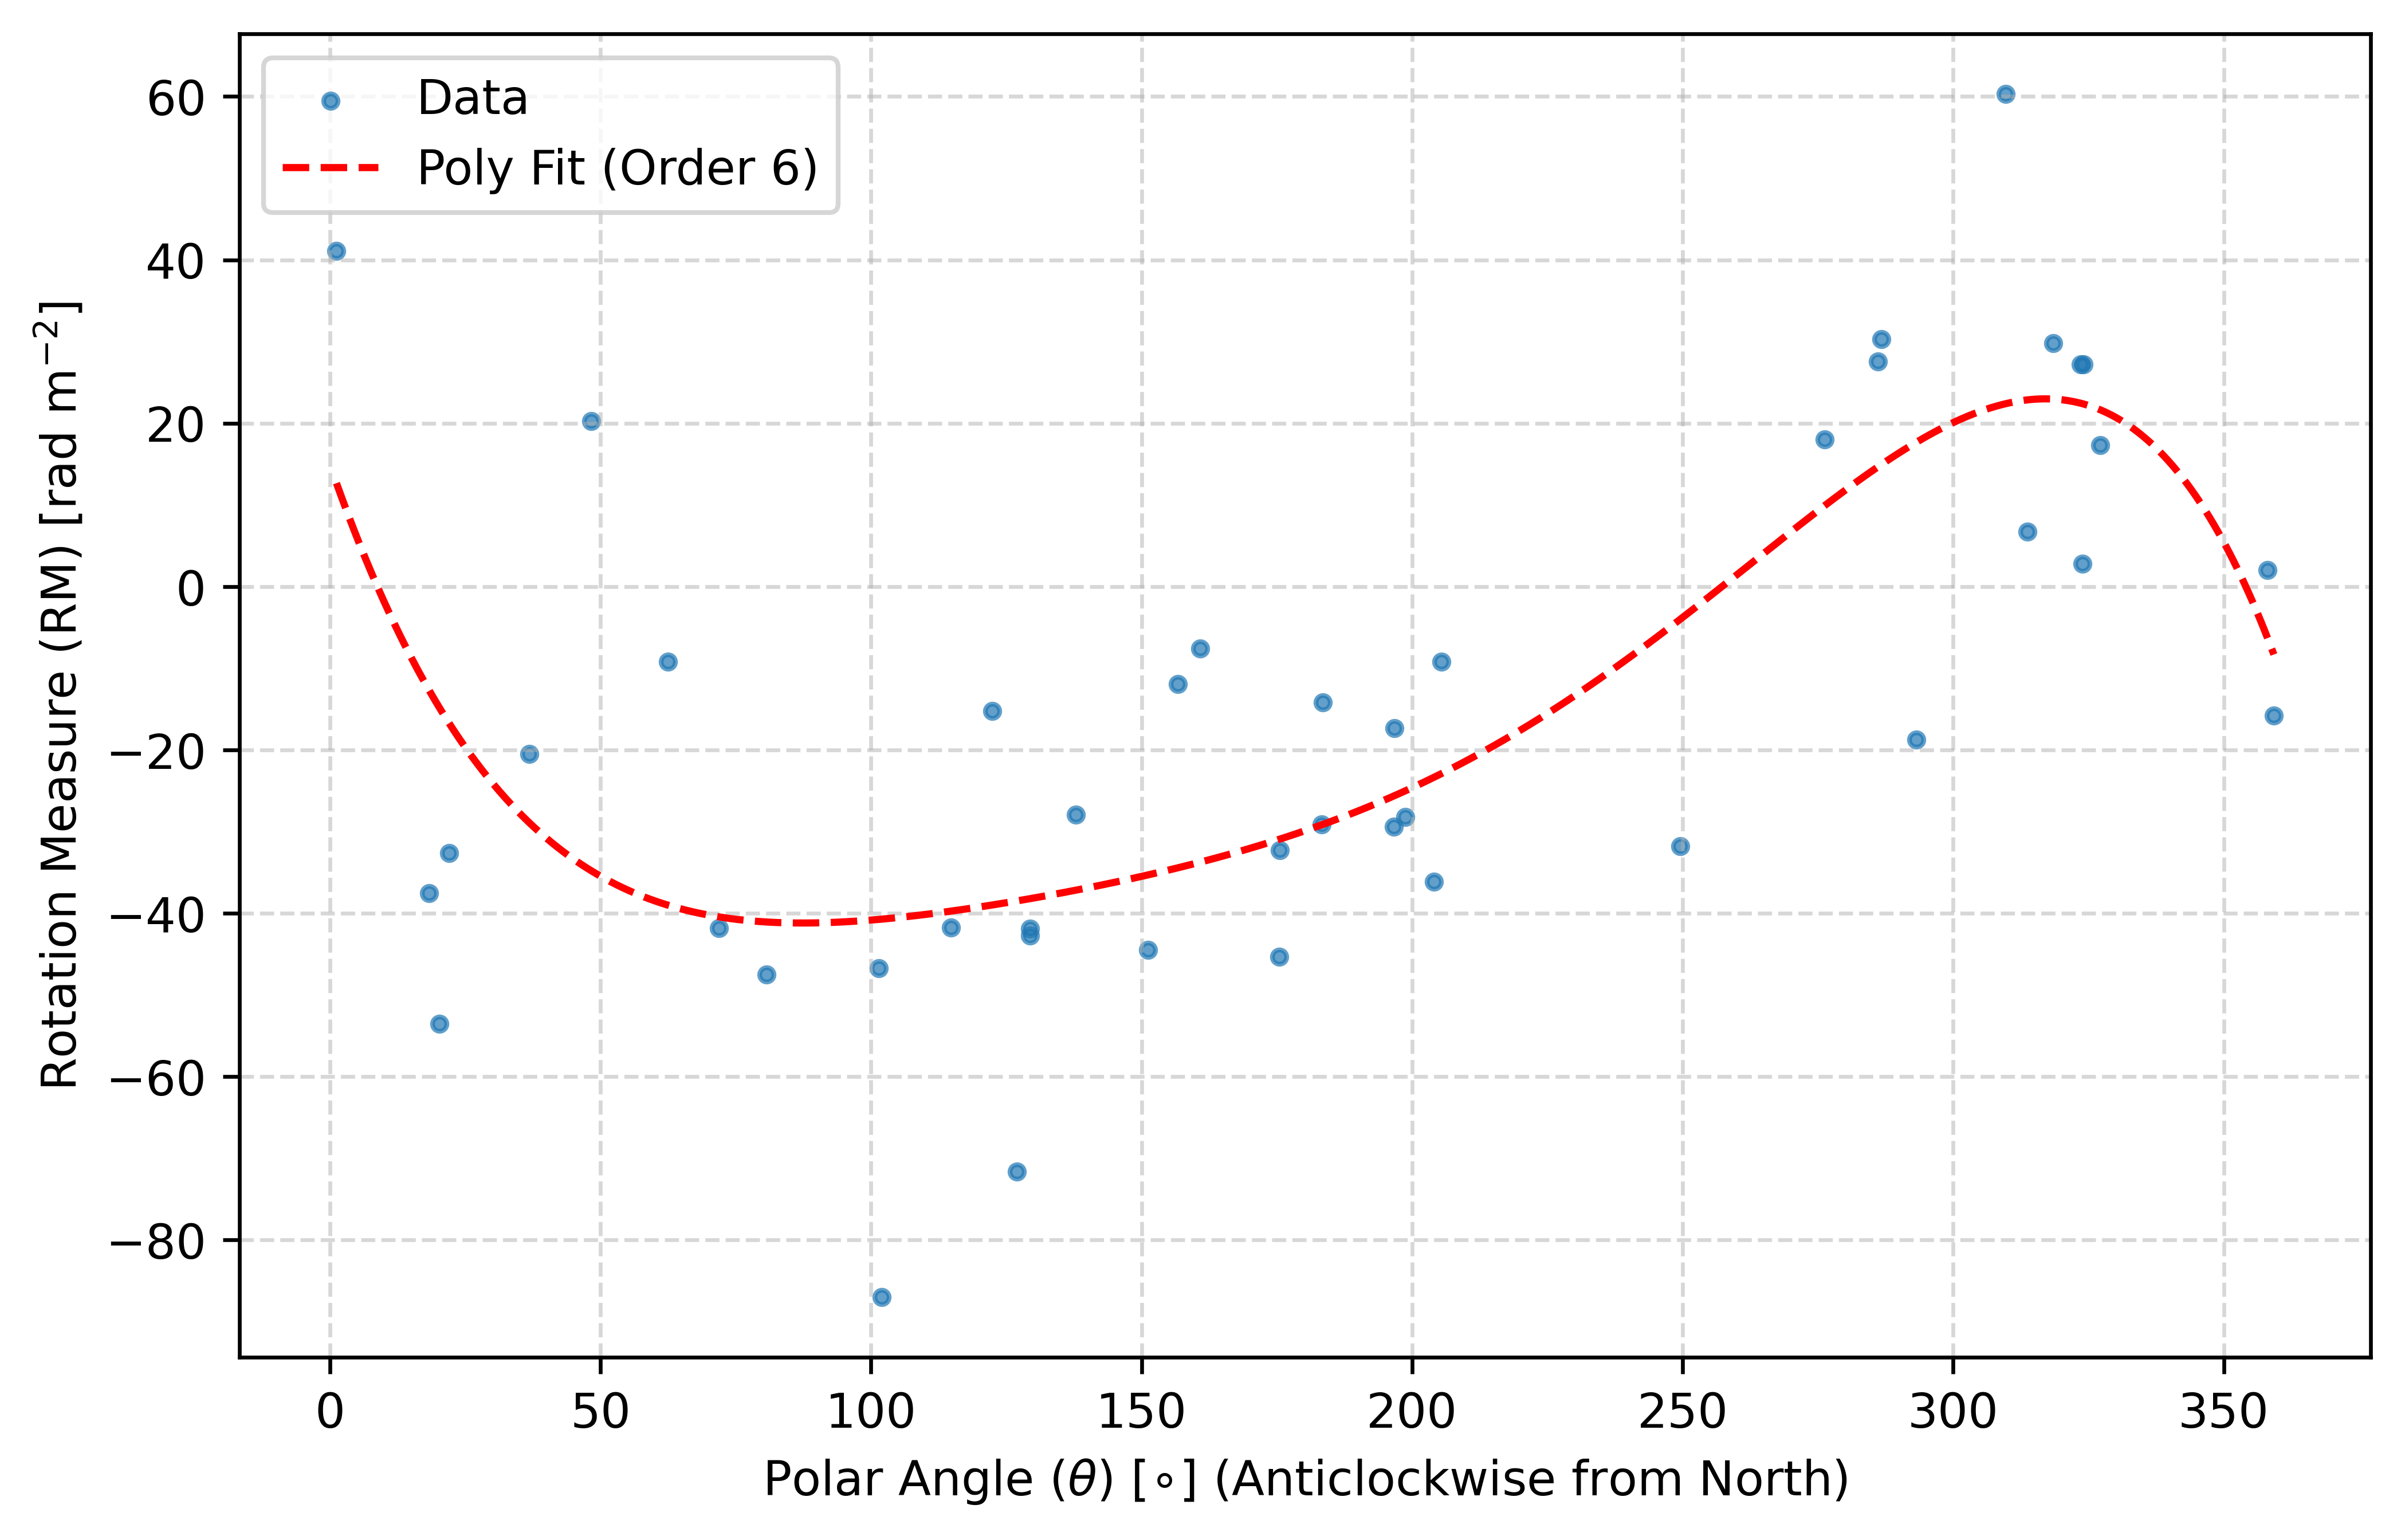 Data
Poly Fit (Order 6)
60
40
20
0
−20
−40
−60
−80
Rotation Measure (RM) [rad m⁻²]
0 50 100 150 200 250 300 350
Polar Angle (θ) [∘] (Anticlockwise from North)